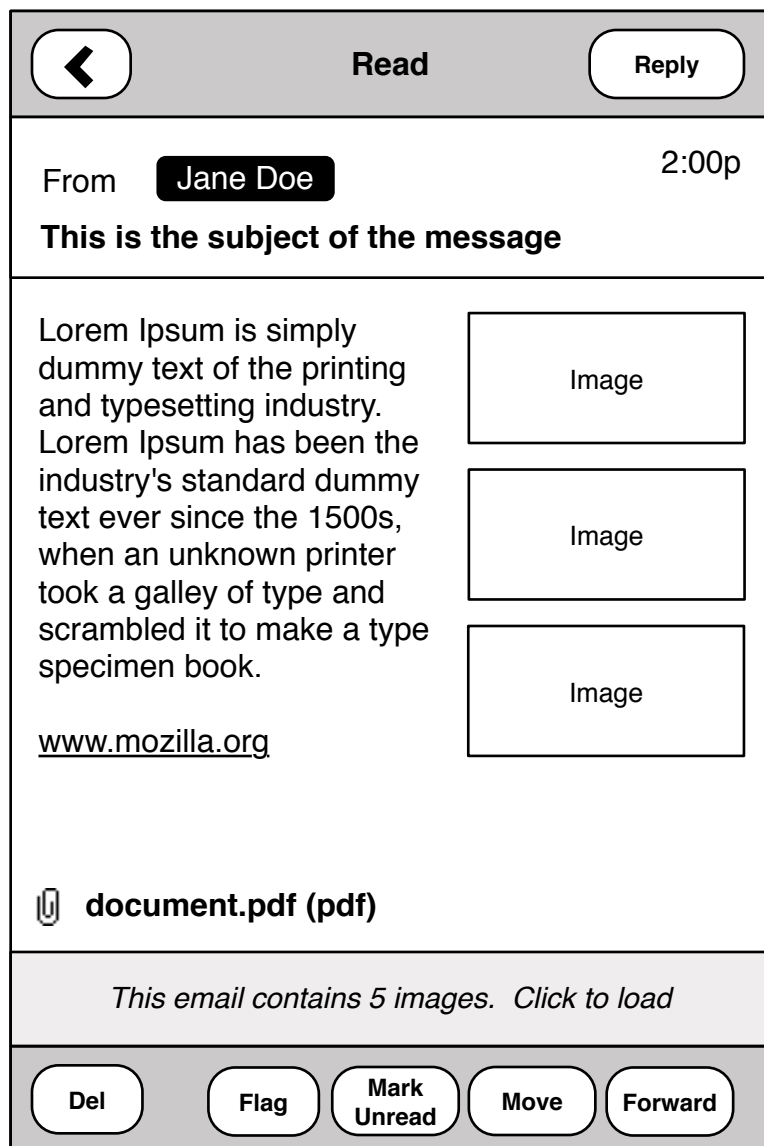 Read
Reply
From Jane Doe
2:00p
This is the subject of the message
Lorem Ipsum is simply
dummy text of the printing
and typesetting industry.
Lorem Ipsum has been the
industry's standard dummy
text ever since the 1500s,
when an unknown printer
took a galley of type and
scrambled it to make a type
specimen book.
www.mozilla.org
Image
Image
Image
document.pdf (pdf)
This email contains 5 images.  Click to load
Del
Flag
Mark
Unread
Move
Forward